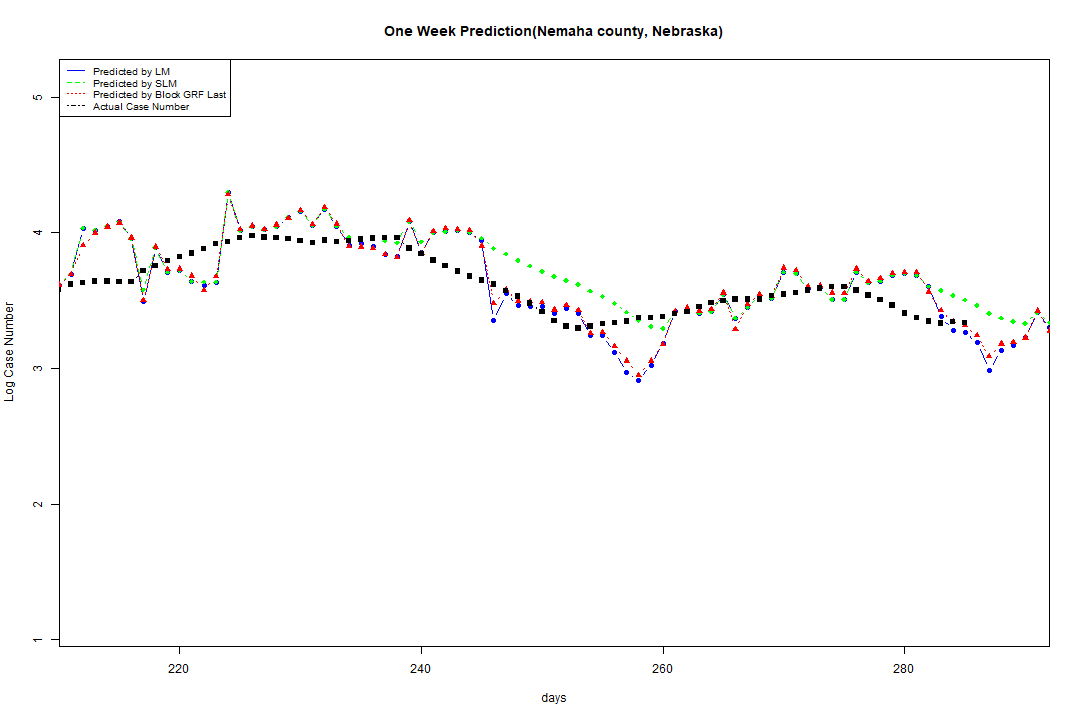 One Week Prediction(Nemaha county, Nebraska)
Predicted by LM
Predicted by SLM
Predicted by Block GRF Last
Actual Case Number
5
4
3
2
1
Log Case Number
220 240 260 280
days